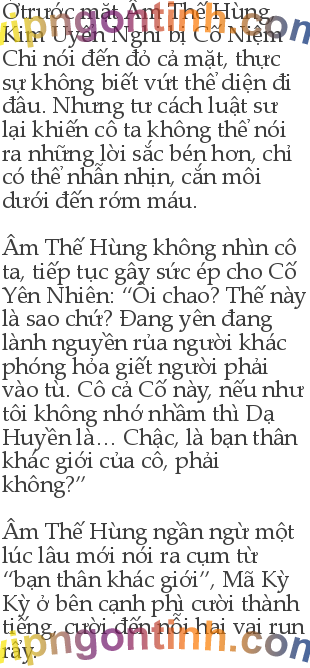 Ở trước mặt Âm Thế Hùng,
Kim Uyển Nghi bị Cố Niệm
Chi nói đến đỏ cả mặt, thực
sự không biết vứt thể diện đi
đâu. Nhưng tư cách luật sư
lại khiến cô ta không thể nói
ra những lời sắc bén hơn, chỉ
có thể nhẫn nhịn, cắn môi
dưới đến rớm máu.
Âm Thế Hùng không nhìn cô
ta, tiếp tục gây sức ép cho Cố
Yên Nhiên: “Ôi chao? Thế này
là sao chứ? Đang yên đang
lành nguyền rủa người khác
phóng hỏa giết người phải
vào tù. Cô cả Cố này, nếu như
tôi không nhớ nhầm thì Dạ
Huyền là… Chậc, là bạn thân
khác giới của cô, phải
không?”
Âm Thế Hùng ngần ngừ một
lúc lâu mới nói ra cụm từ
“bạn thân khác giới”, Mã Kỳ
Kỳ ở bên cạnh phì cười thành
tiếng, cười đến nỗi hai vai run
rẩy.